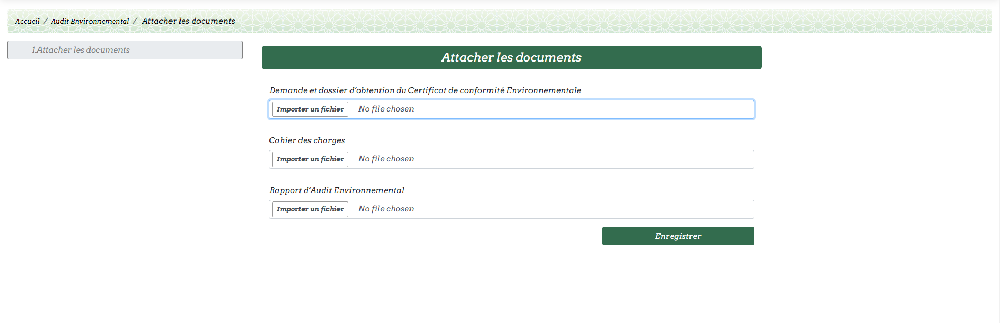 Accueil / Audit Environnemental / Attacher les documents
1.Attacher les documents
Attacher les documents
Demande et dossier d’obtention du Certificat de conformité Environnementale
Importer un fichier No file chosen
Cahier des charges
Importer un fichier No file chosen
Rapport d’Audit Environnemental
Importer un fichier No file chosen
Enregistrer